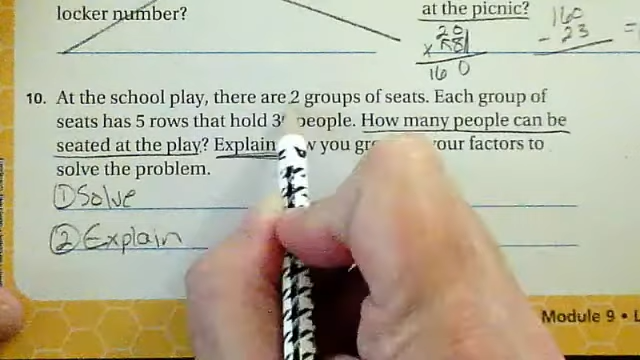 locker number?
at the picnic?
20
160
- 23
160
10. At the school play, there are 2 groups of seats. Each group of
seats has 5 rows that hold people. How many people can be
seated at the play? Explain you your factors to
solve the problem.
① Solve
② Explain
Module 9 •